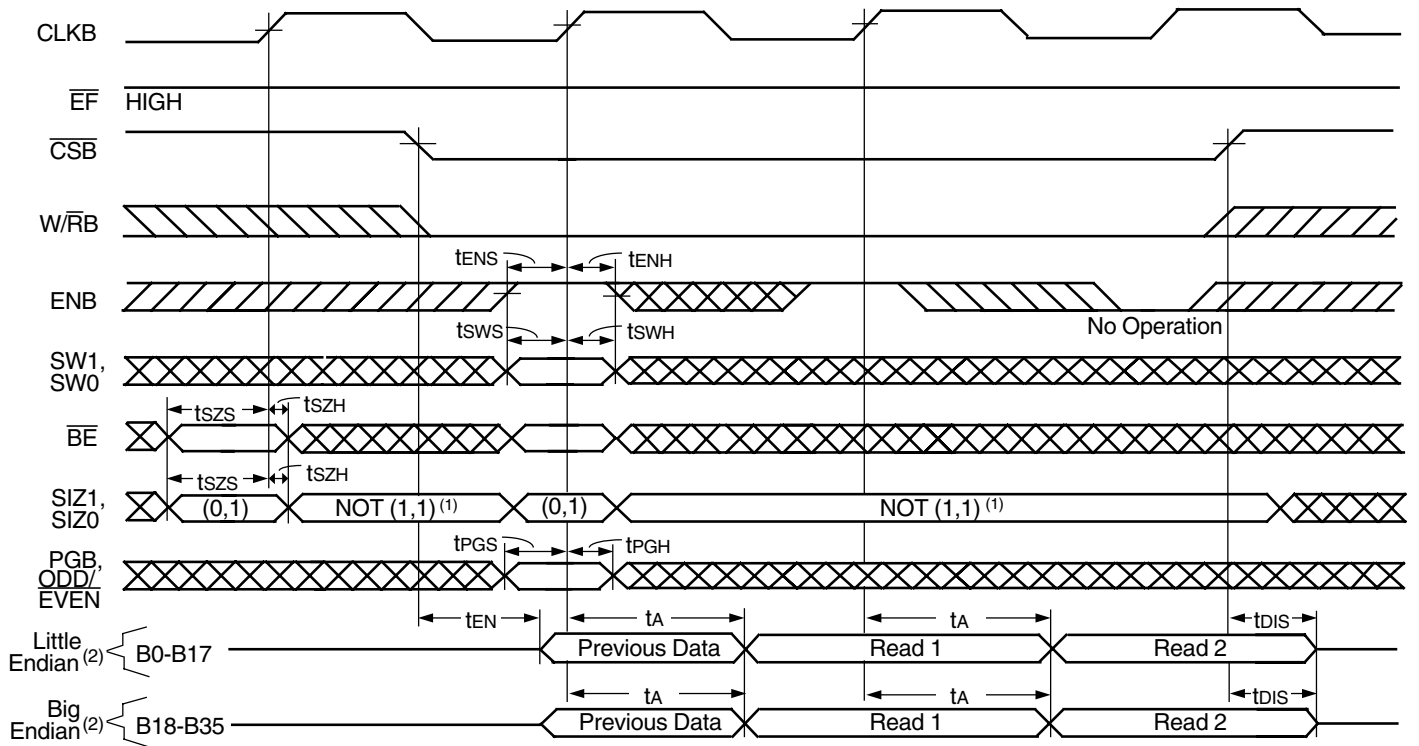 CLKB
EF HIGH
CSB
W/RB
tENS tENH
ENB
No Operation
tSWS tSWH
SW1,
SW0
tSZS tSZH
BE
tSZS tSZH
SIZ1,
SIZ0
(0,1) NOT (1,1) (1) (0,1) NOT (1,1) (1)
tPGS tPGH
PGB,
ODD/
EVEN
tEN tA tA tDIS
Little
Endian (2)
B0-B17 Previous Data Read 1 Read 2
tA tA tDIS
Big
Endian (2)
B18-B35 Previous Data Read 1 Read 2